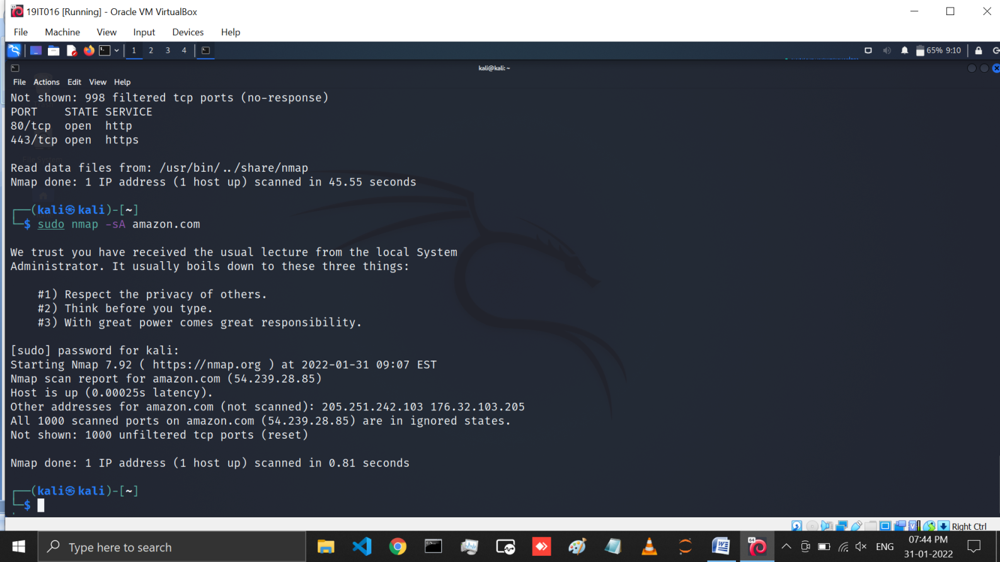 19IT016 [Running] - Oracle VM VirtualBox
File Machine View Input Devices Help
1 2 3 4 65% 9:10
kali@kali: ~
File Actions Edit View Help
Not shown: 998 filtered tcp ports (no-response)
PORT STATE SERVICE
80/tcp open http
443/tcp open https
Read data files from: /usr/bin/../share/nmap
Nmap done: 1 IP address (1 host up) scanned in 45.55 seconds
┌──(kali㉿kali)-[~]
└─$ sudo nmap -sA amazon.com
We trust you have received the usual lecture from the local System
Administrator. It usually boils down to these three things:
#1) Respect the privacy of others.
#2) Think before you type.
#3) With great power comes great responsibility.
[sudo] password for kali:
Starting Nmap 7.92 ( https://nmap.org ) at 2022-01-31 09:07 EST
Nmap scan report for amazon.com (54.239.28.85)
Host is up (0.00025s latency).
Other addresses for amazon.com (not scanned): 205.251.242.103 176.32.103.205
All 1000 scanned ports on amazon.com (54.239.28.85) are in ignored states.
Not shown: 1000 unfiltered tcp ports (reset)
Nmap done: 1 IP address (1 host up) scanned in 0.81 seconds
┌──(kali㉿kali)-[~]
└─$
Right Ctrl
Type here to search
ENG
07:44 PM
31-01-2022